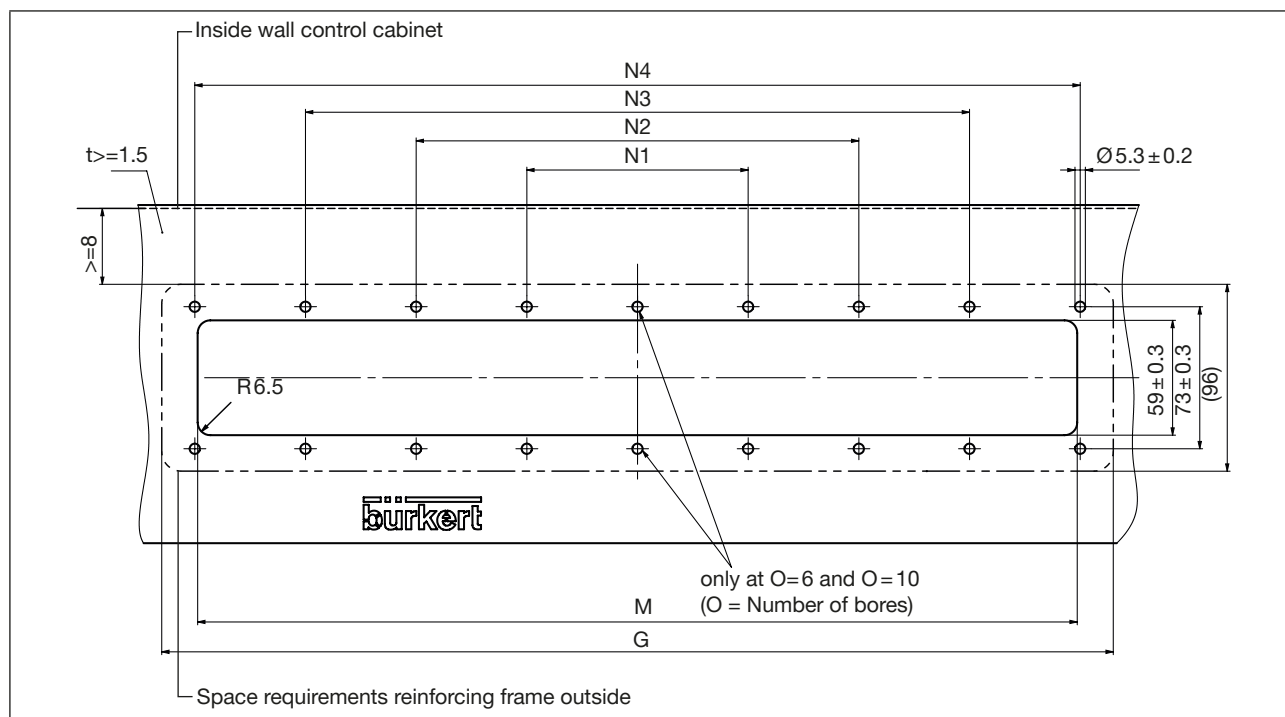 Inside wall control cabinet
N4
N3
N2
N1
t>=1.5
Ø5.3±0.2
>=8
R6.5
59±0.3
73±0.3
(96)
bürkert
only at O=6 and O=10
(O = Number of bores)
M
G
Space requirements reinforcing frame outside